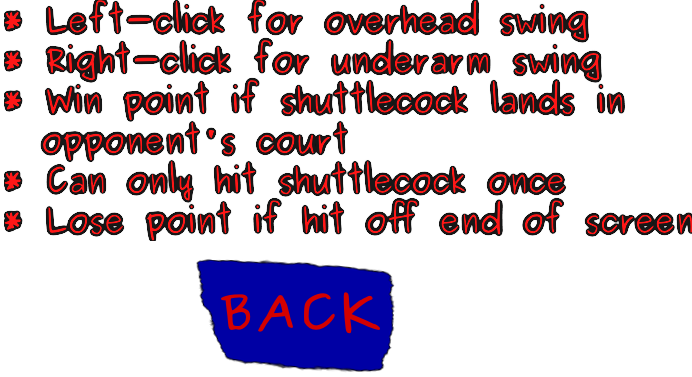 * Left-click for overhead swing
* Right-click for underarm swing
* Win point if shuttlecock lands in
opponent's court
* Can only hit shuttlecock once
* Lose point if hit off end of screen
BACK